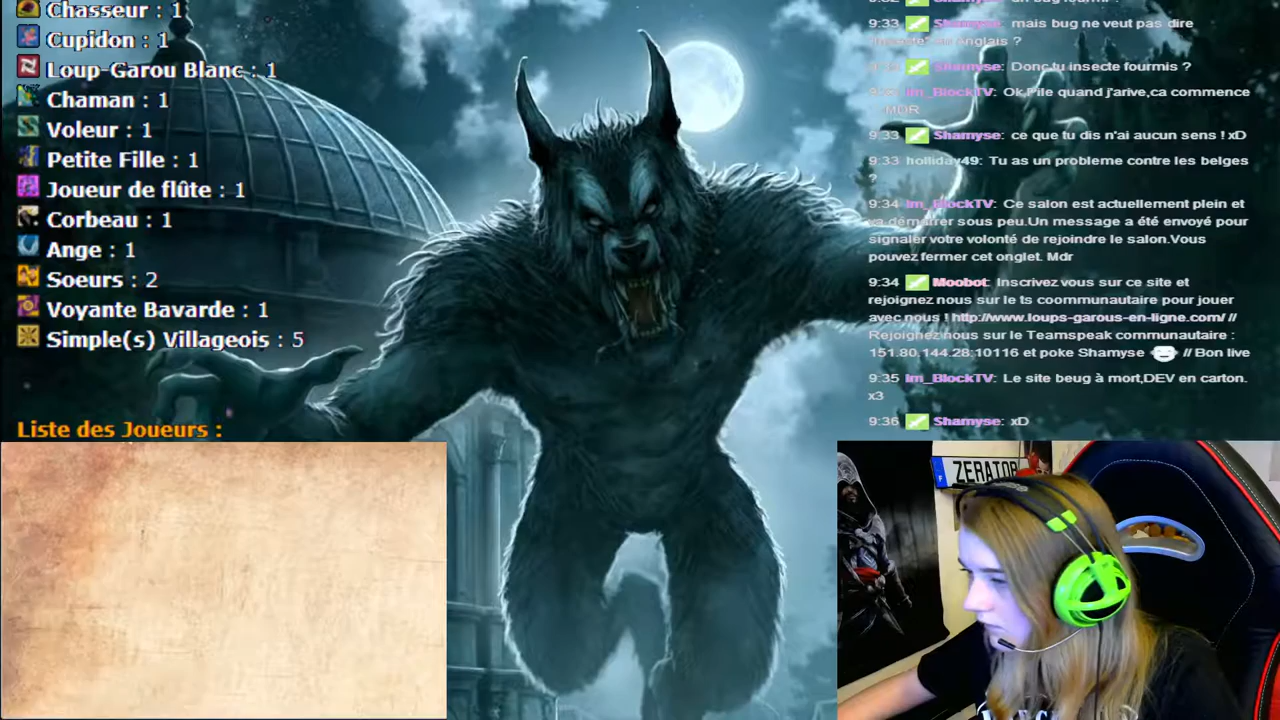 Chasseur : 1
Cupidon : 1
Loup-Garou Blanc : 1
Chaman : 1
Voleur : 1
Petite Fille : 1
Joueur de flûte : 1
Corbeau : 1
Ange : 1
Soeurs : 2
Voyante Bavarde : 1
Simple(s) Villageois : 5
Liste des Joueurs :
9:33 Shamyse: mais bug ne veut pas dire
anglais ?
Shamyse: Donc tu insecte fourmis ?
Im_BlockTV: Ok,Pile quand j'arive,ca commence
MDR
9:33 Shamyse: ce que tu dis n'ai aucun sens ! xD
9:33 holliday49: Tu as un probleme contre les belges
?
9:34 Im_BlockTV: Ce salon est actuellement plein et
va démarrer sous peu.Un message a été envoyé pour
signaler votre volonté de rejoindre le salon.Vous
pouvez fermer cet onglet. Mdr
9:34 Moobot: Inscrivez vous sur ce site et
rejoignez nous sur le ts coommunautaire pour jouer
avec nous ! http://www.loups-garous-en-ligne.com/ //
Rejoignez nous sur le Teamspeak communautaire :
151.80.144.28:10116 et poke Shamyse // Bon live
9:35 Im_BlockTV: Le site beug à mort,DEV en carton.
x3
9:36 Shamyse: xD
ZERATOR